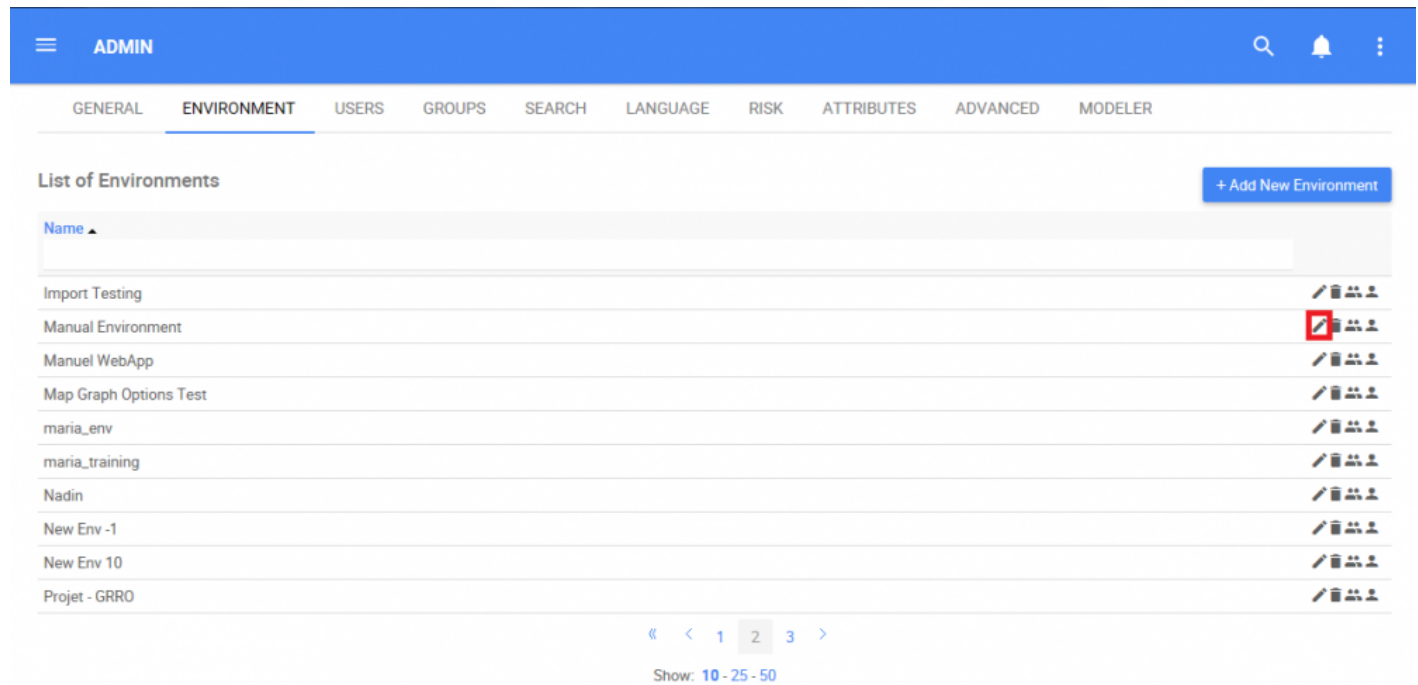 ADMIN
GENERAL ENVIRONMENT USERS GROUPS SEARCH LANGUAGE RISK ATTRIBUTES ADVANCED MODELER
List of Environments
+ Add New Environment
Name
Import Testing
Manual Environment
Manuel WebApp
Map Graph Options Test
maria_env
maria_training
Nadin
New Env -1
New Env 10
Projet - GRRO
« < 1 2 3 >
Show: 10 - 25 - 50